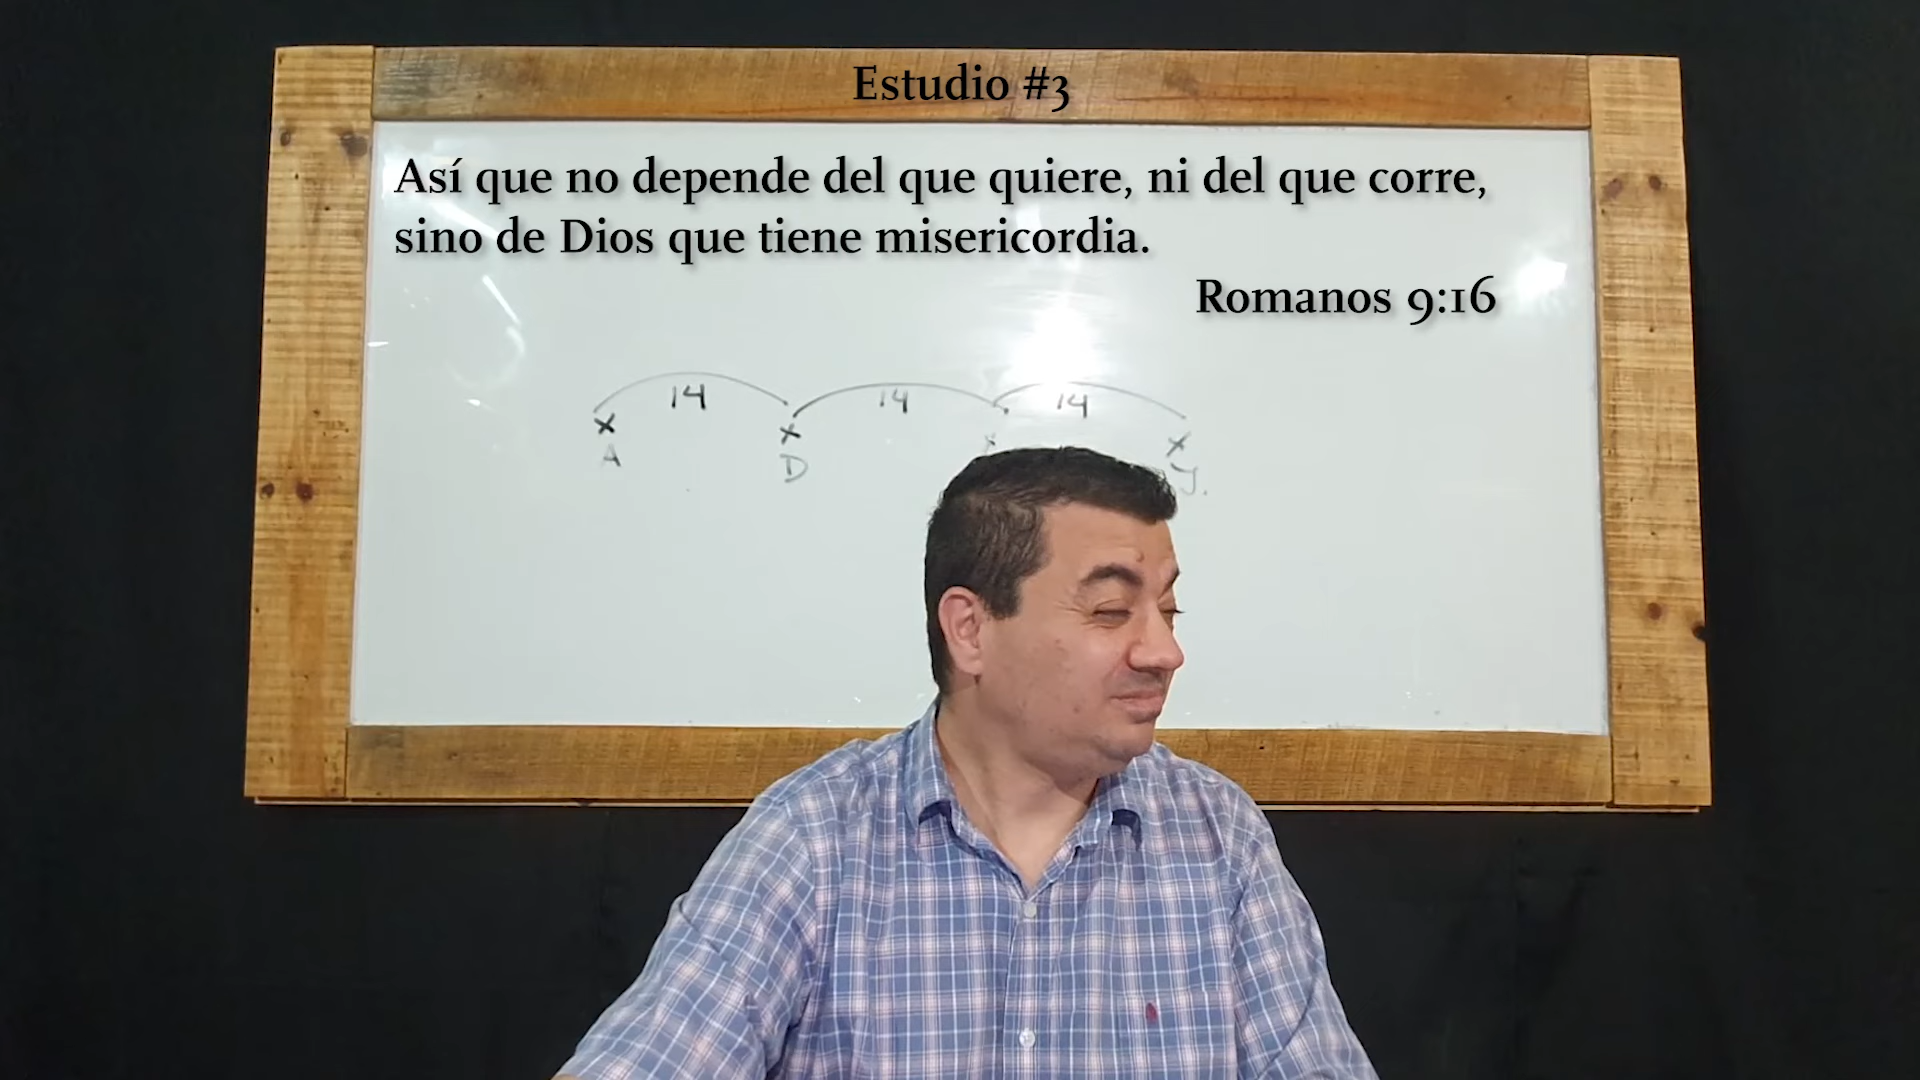 Estudio #3
Así que no depende del que quiere, ni del que corre,
sino de Dios que tiene misericordia.
Romanos 9:16
14 14 14
x x x x
A D J.